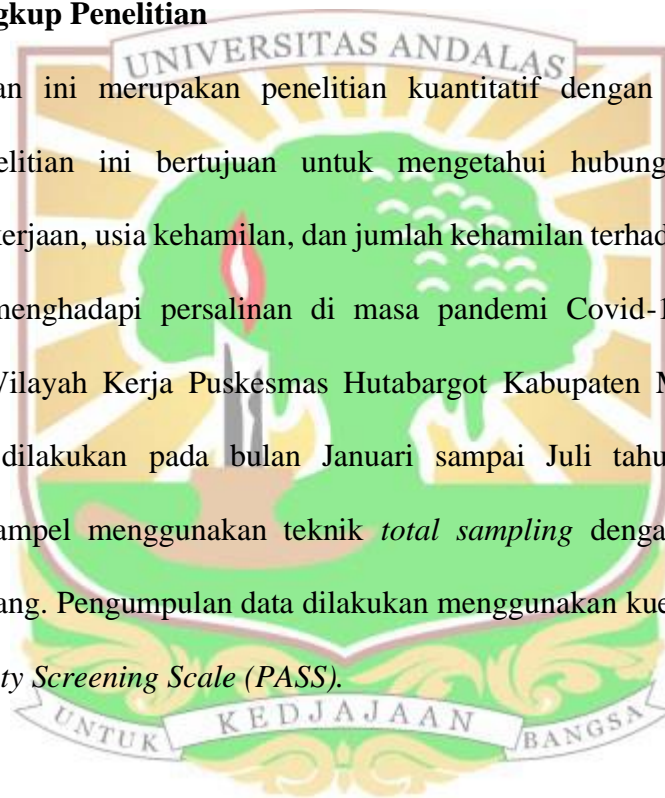 gkup Penelitian
UNIVERSITAS ANDALAS
an ini merupakan penelitian kuantitatif dengan
elitian ini bertujuan untuk mengetahui hubung
kerjaan, usia kehamilan, dan jumlah kehamilan terhad
menghadapi persalinan di masa pandemi Covid-1
Wilayah Kerja Puskesmas Hutabargot Kabupaten M
dilakukan pada bulan Januari sampai Juli tahu
ampel menggunakan teknik total sampling denga
ang. Pengumpulan data dilakukan menggunakan kue
ty Screening Scale (PASS).
UNTUK KEDJAJAAN BANGSA